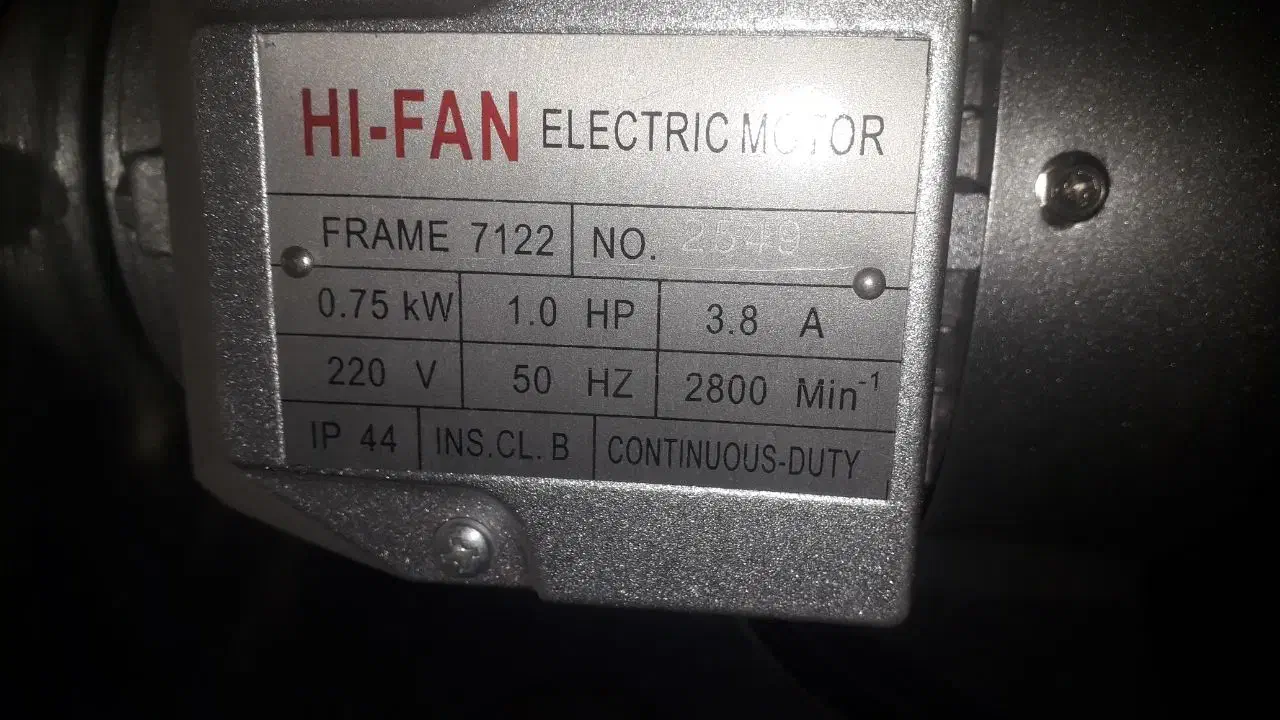 HI-FAN ELECTRIC MOTOR
FRAME 7122 NO. 2549
0.75 kW 1.0 HP 3.8 A
220 V 50 HZ 2800 Min⁻¹
IP 44 INS.CL.B CONTINUOUS-DUTY